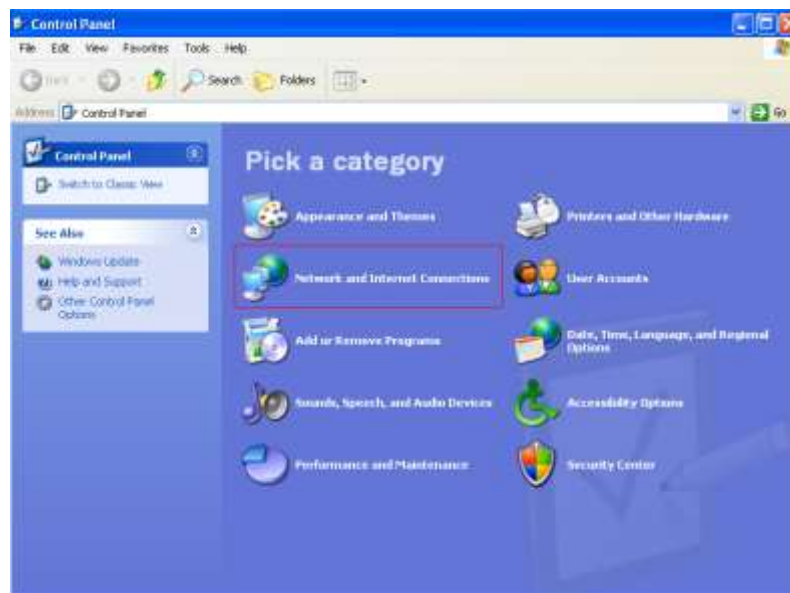 Control Panel
File Edit View Favorites Tools Help
Back Search Folders
Address Control Panel Go
Control Panel
Switch to Classic View
See Also
Windows Update
Help and Support
Other Control Panel
Options
Pick a category
Appearance and Themes
Printers and Other Hardware
Network and Internet Connections
User Accounts
Add or Remove Programs
Date, Time, Language, and Regional
Options
Sounds, Speech, and Audio Devices
Accessibility Options
Performance and Maintenance
Security Center